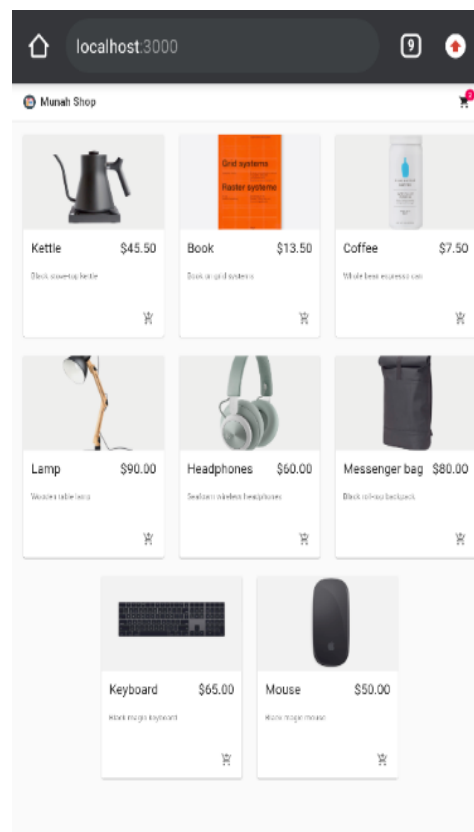 localhost:3000
9
Munah Shop
2
Grid systems
Raster systeme
Kettle $45.50
Black stove-top kettle
Book $13.50
Book on grid systems
Coffee $7.50
Whole bean espresso can
Lamp $90.00
Wooden table lamp
Headphones $60.00
Seafoam wireless headphones
Messenger bag $80.00
Black roll-top backpack
Keyboard $65.00
Black magic keyboard
Mouse $50.00
Black magic mouse